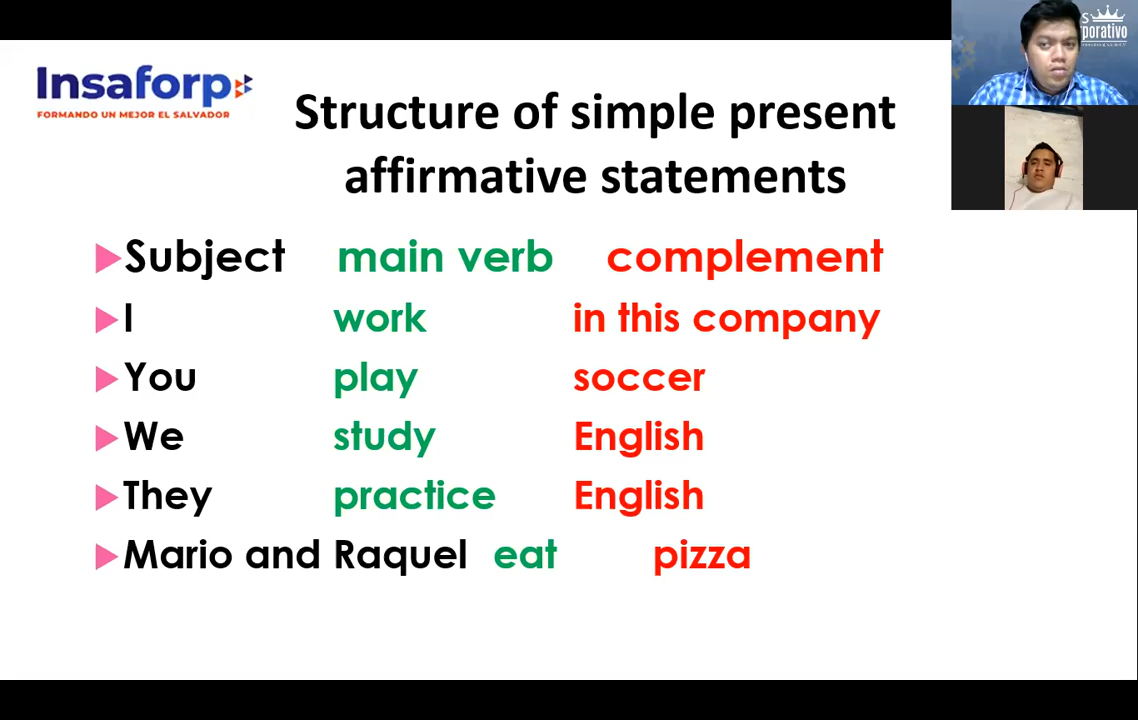 Insaforp
FORMANDO UN MEJOR EL SALVADOR
Structure of simple present
affirmative statements
Subject main verb complement
I work in this company
You play soccer
We study English
They practice English
Mario and Raquel eat pizza